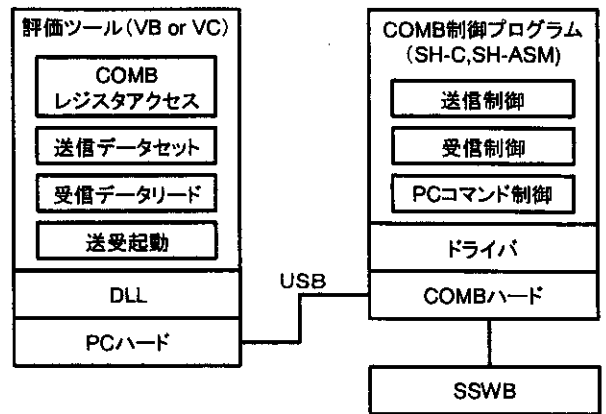 評価ツール(VB or VC)
COMB
レジスタアクセス
送信データセット
受信データリード
送受起動
DLL
PCハード
USB
COMB制御プログラム
(SH-C,SH-ASM)
送信制御
受信制御
PCコマンド制御
ドライバ
COMBハード
SSWB